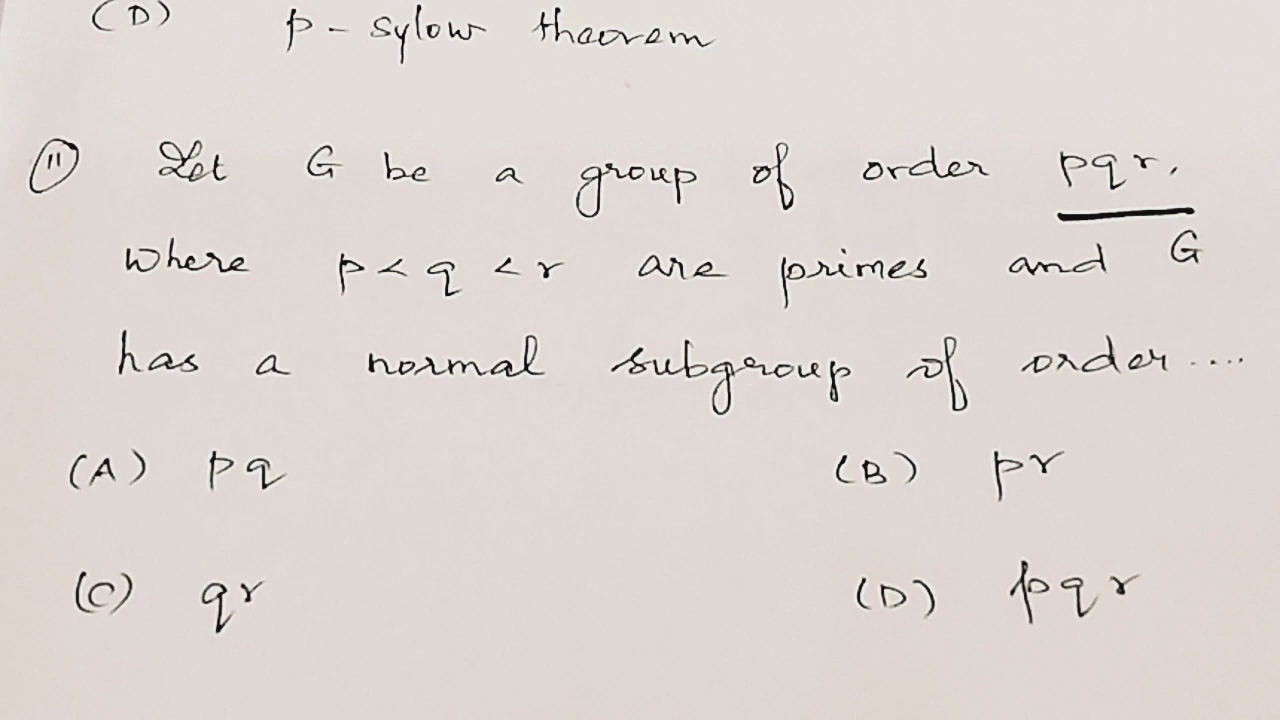 (D) p - sylow theorem
(11) Let G be a group of order pqr,
where p < q < r are primes and G
has a normal subgroup of order ....
(A) pq (B) pr
(C) qr (D) pqr